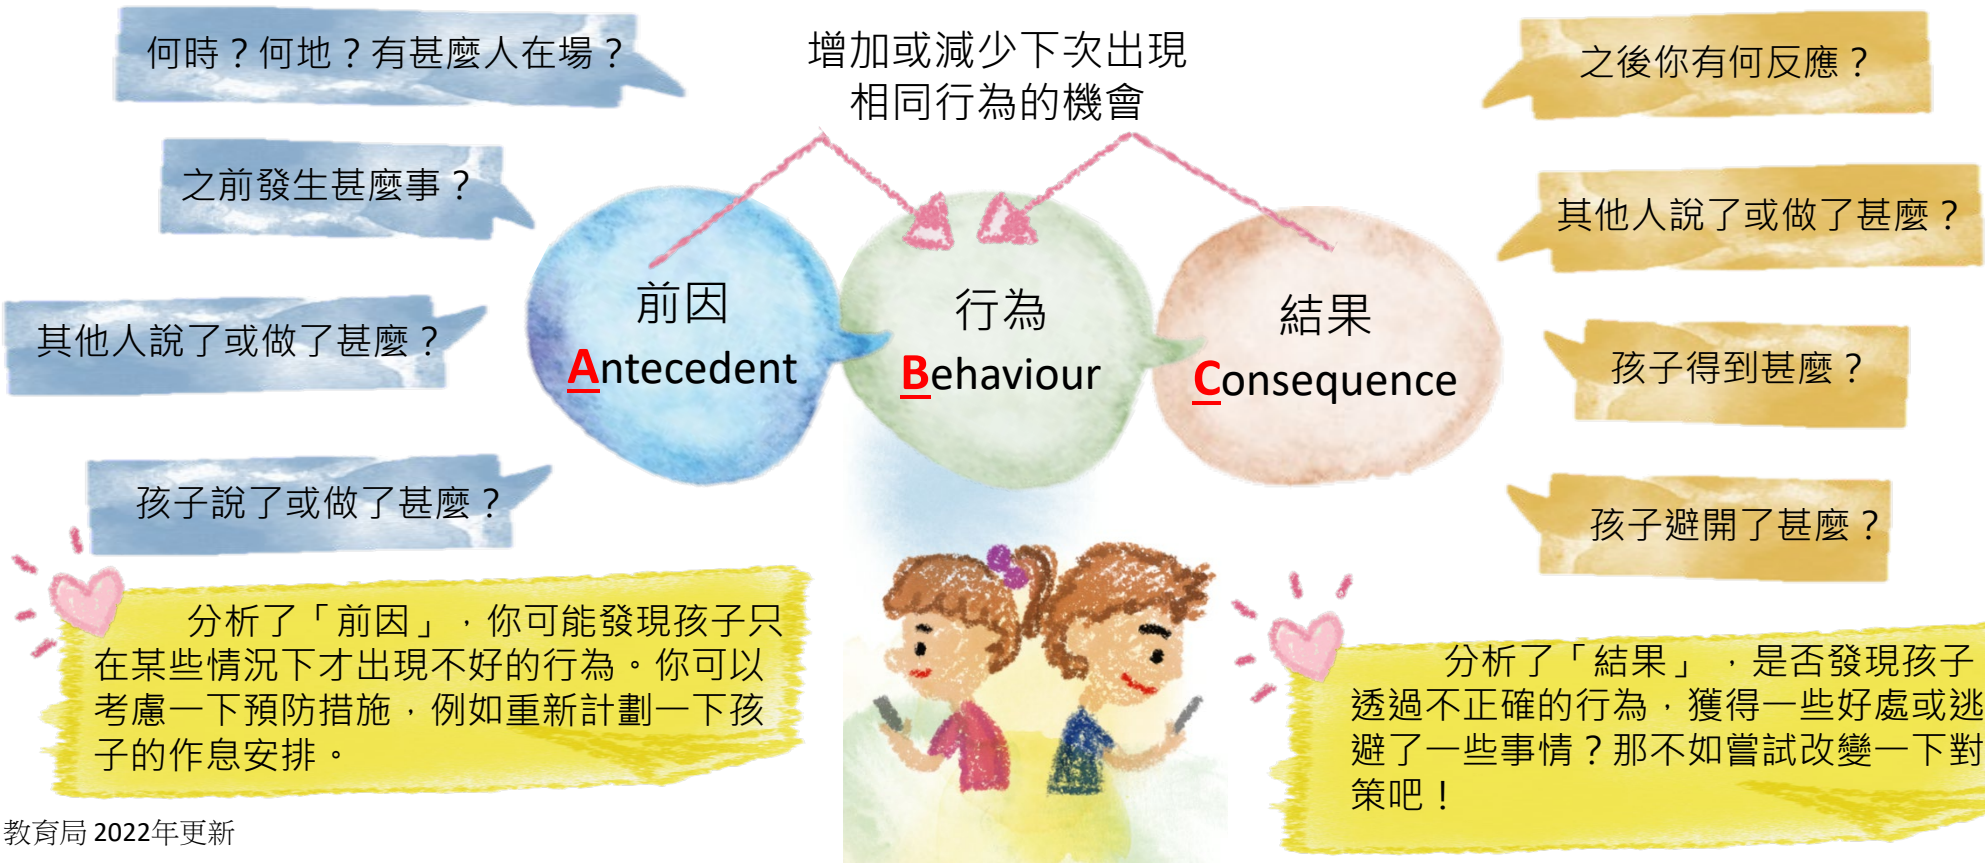 何時？何地？有甚麼人在場？
之前發生甚麼事？
其他人說了或做了甚麼？
孩子說了或做了甚麼？
增加或減少下次出現
相同行為的機會
前因
Antecedent
行為
Behaviour
結果
Consequence
之後你有何反應？
其他人說了或做了甚麼？
孩子得到甚麼？
孩子避開了甚麼？
分析了「前因」，你可能發現孩子只
在某些情況下才出現不好的行為。你可以
考慮一下預防措施，例如重新計劃一下孩
子的作息安排。
分析了「結果」，是否發現孩子
透過不正確的行為，獲得一些好處或逃
避了一些事情？那不如嘗試改變一下對
策吧！
教育局 2022年更新